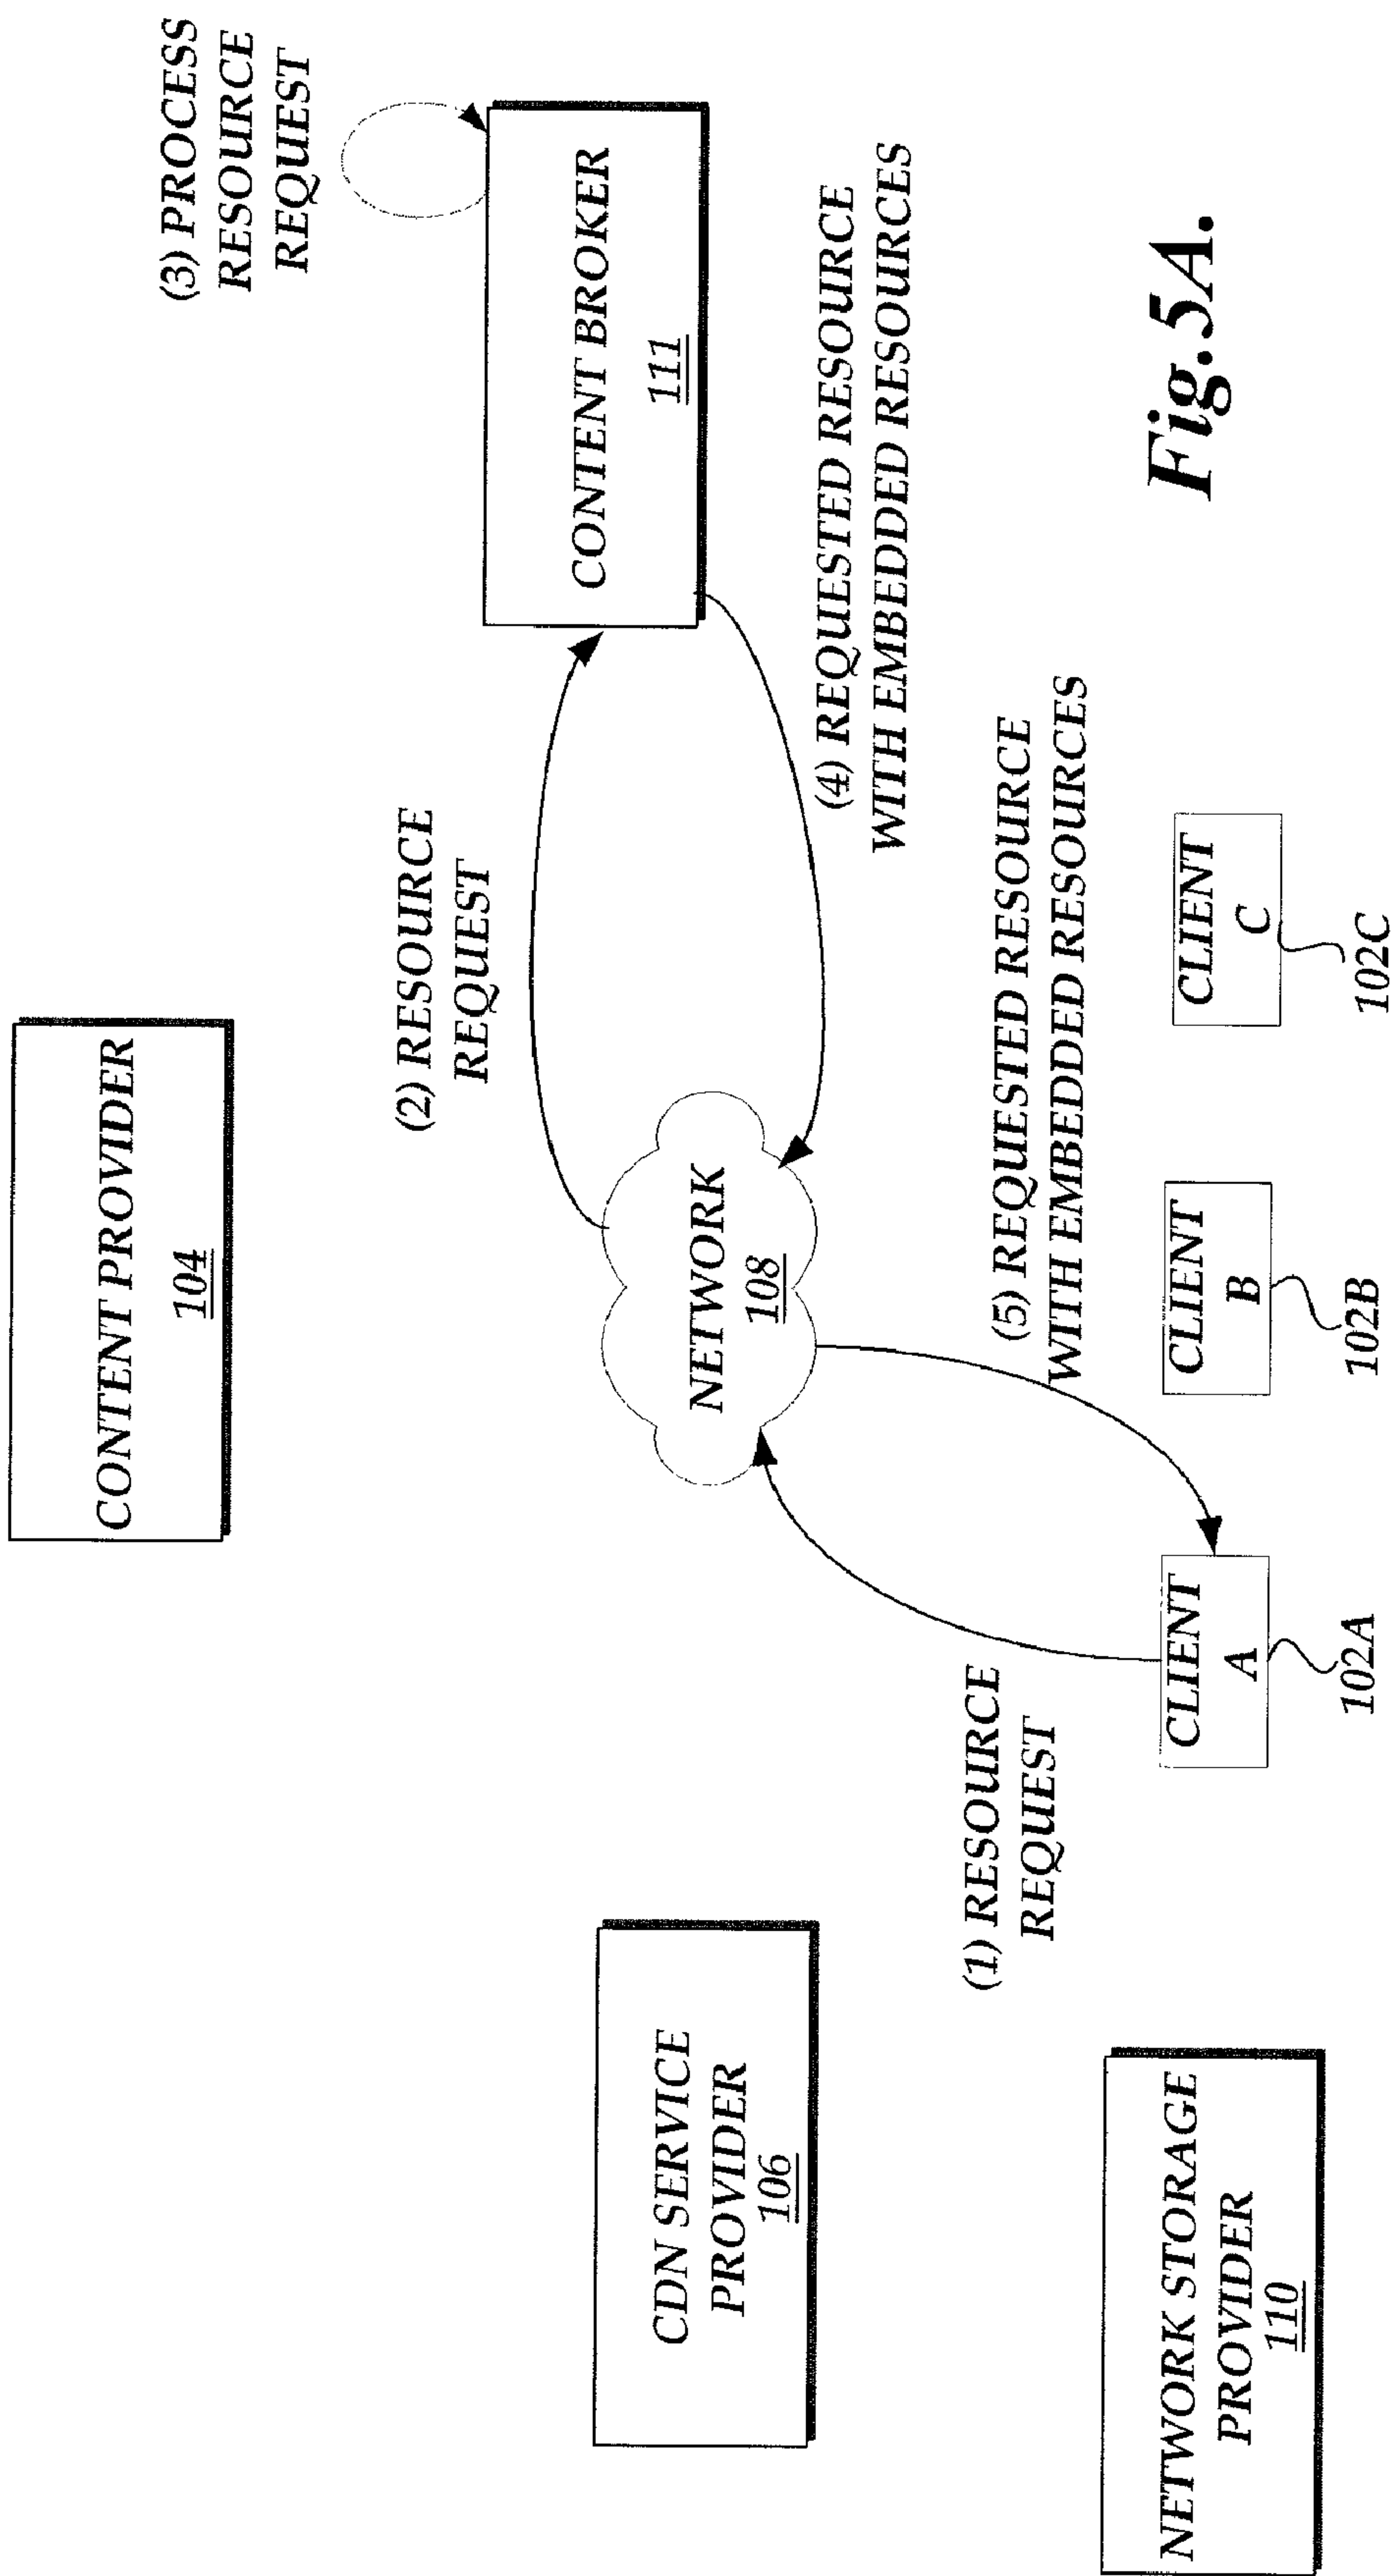 CONTENT PROVIDER
104
(3) PROCESS
RESOURCE
REQUEST
(2) RESOURCE
REQUEST
CONTENT BROKER
111
CDN SERVICE
PROVIDER
106
NETWORK
108
(4) REQUESTED RESOURCE
WITH EMBEDDED RESOURCES
(1) RESOURCE
REQUEST
(5) REQUESTED RESOURCE
WITH EMBEDDED RESOURCES
NETWORK STORAGE
PROVIDER
110
CLIENT
A
102A
CLIENT
B
102B
CLIENT
C
102C
Fig.5A.